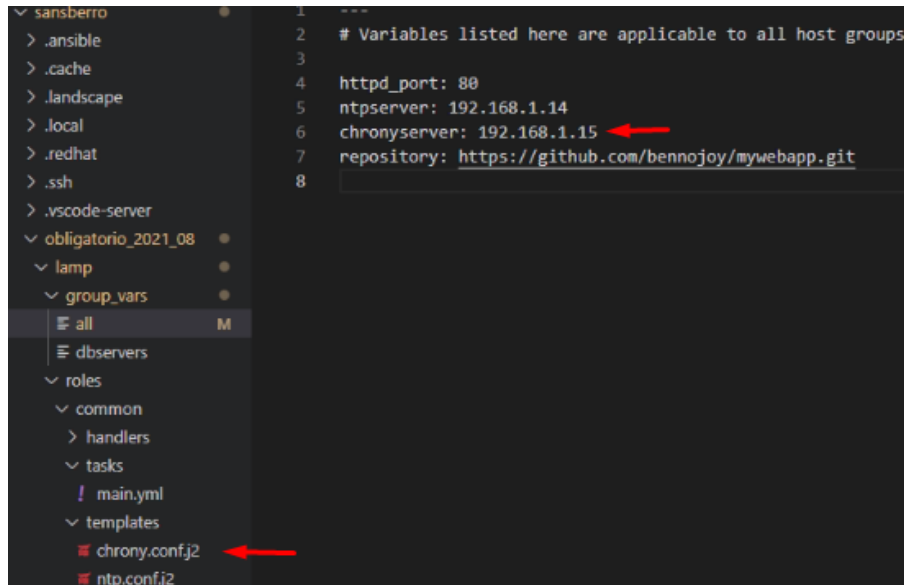 sansberro
.ansible
.cache
.landscape
.local
.redhat
.ssh
.vscode-server
obligatorio_2021_08
lamp
group_vars
all M
dbservers
roles
common
handlers
tasks
! main.yml
templates
chrony.conf.j2
ntp.conf.j2
1 ---
2 # Variables listed here are applicable to all host groups
3
4 httpd_port: 80
5 ntpserver: 192.168.1.14
6 chronyserver: 192.168.1.15
7 repository: https://github.com/bennojoy/mywebapp.git
8